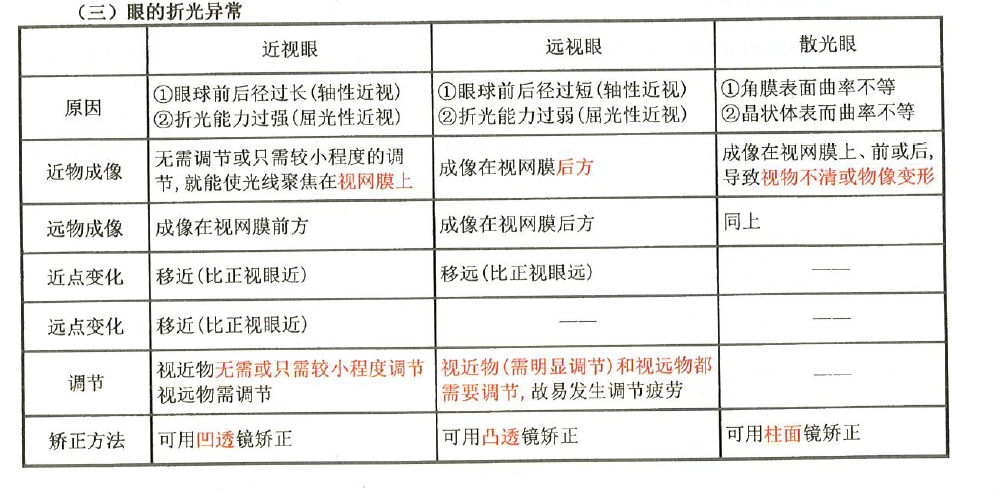 （三）眼的折光异常
近视眼 远视眼 散光眼
原因
①眼球前后径过长(轴性近视)
②折光能力过强(屈光性近视)
①眼球前后径过短(轴性近视)
②折光能力过弱(屈光性近视)
①角膜表面曲率不等
②晶状体表而曲率不等
近物成像
无需调节或只需较小程度的调
节,就能使光线聚焦在视网膜上
成像在视网膜后方
成像在视网膜上、前或后,
导致视物不清或物像变形
远物成像
成像在视网膜前方
成像在视网膜后方
同上
近点变化
移近(比正视眼近)
移远(比正视眼远)
——
远点变化
移近(比正视眼近)
——
——
调节
视近物无需或只需较小程度调节
视远物需调节
视近物(需明显调节)和视远物都
需要调节,故易发生调节疲劳
——
矫正方法
可用凹透镜矫正
可用凸透镜矫正
可用柱面镜矫正